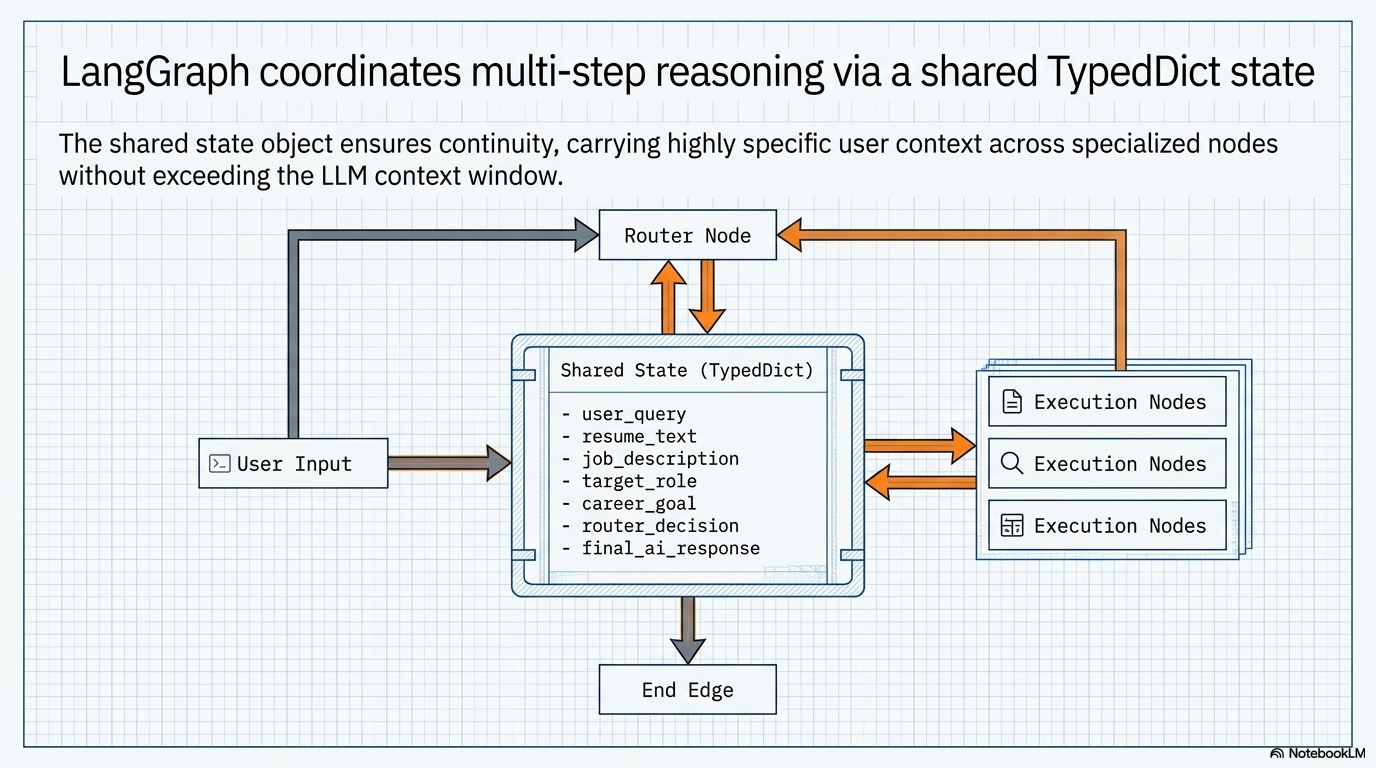 LangGraph coordinates multi-step reasoning via a shared TypedDict state
The shared state object ensures continuity, carrying highly specific user context across specialized nodes
without exceeding the LLM context window.
Router Node
Shared State (TypedDict)
- user_query
- resume_text
- job_description
- target_role
- career_goal
- router_decision
- final_ai_response
User Input
Execution Nodes
Execution Nodes
Execution Nodes
End Edge
NotebookLM